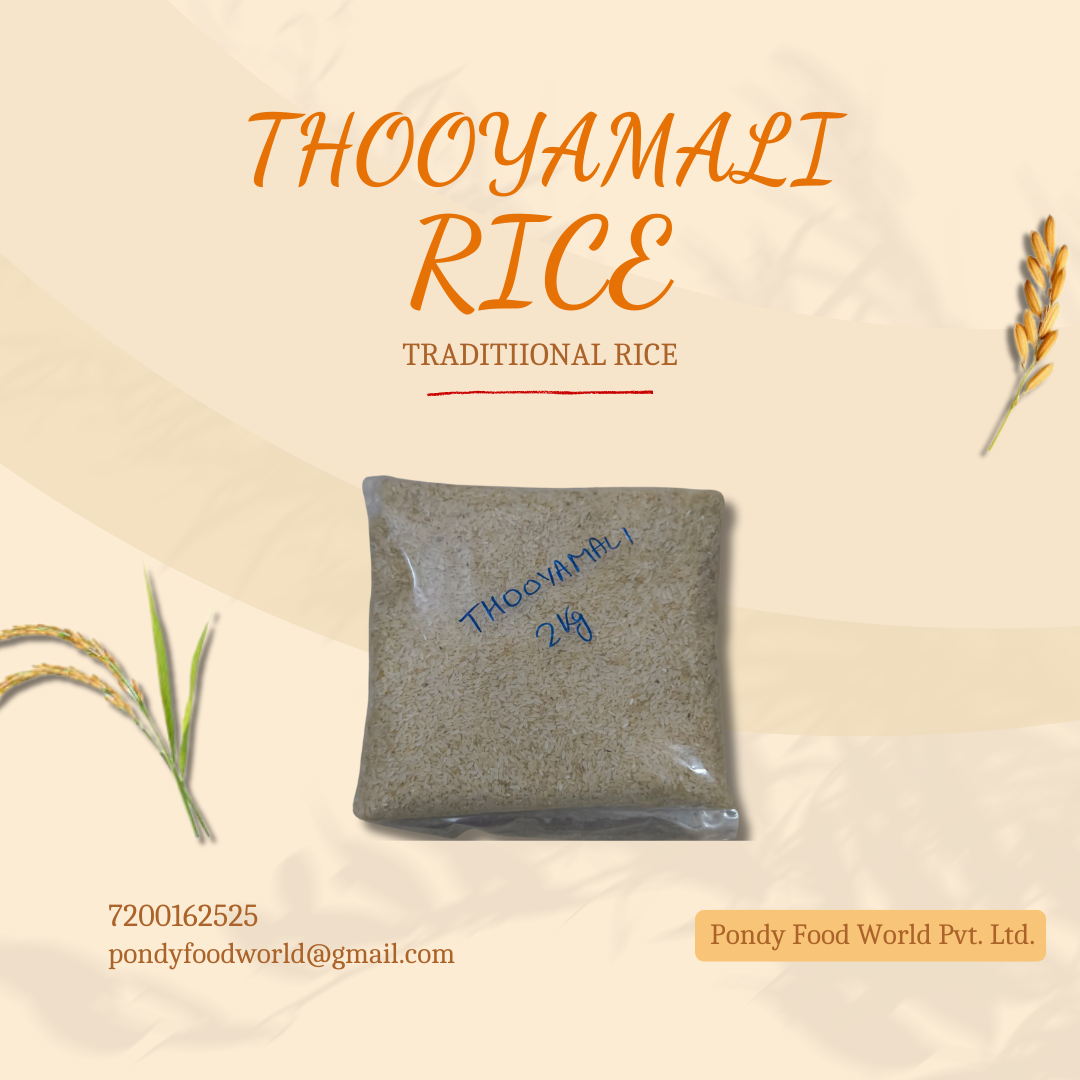 THOOYAMALI
RICE
TRADITIIONAL RICE
THOOYAMALI
2kg
7200162525
pondyfoodworld@gmail.com
Pondy Food World Pvt. Ltd.